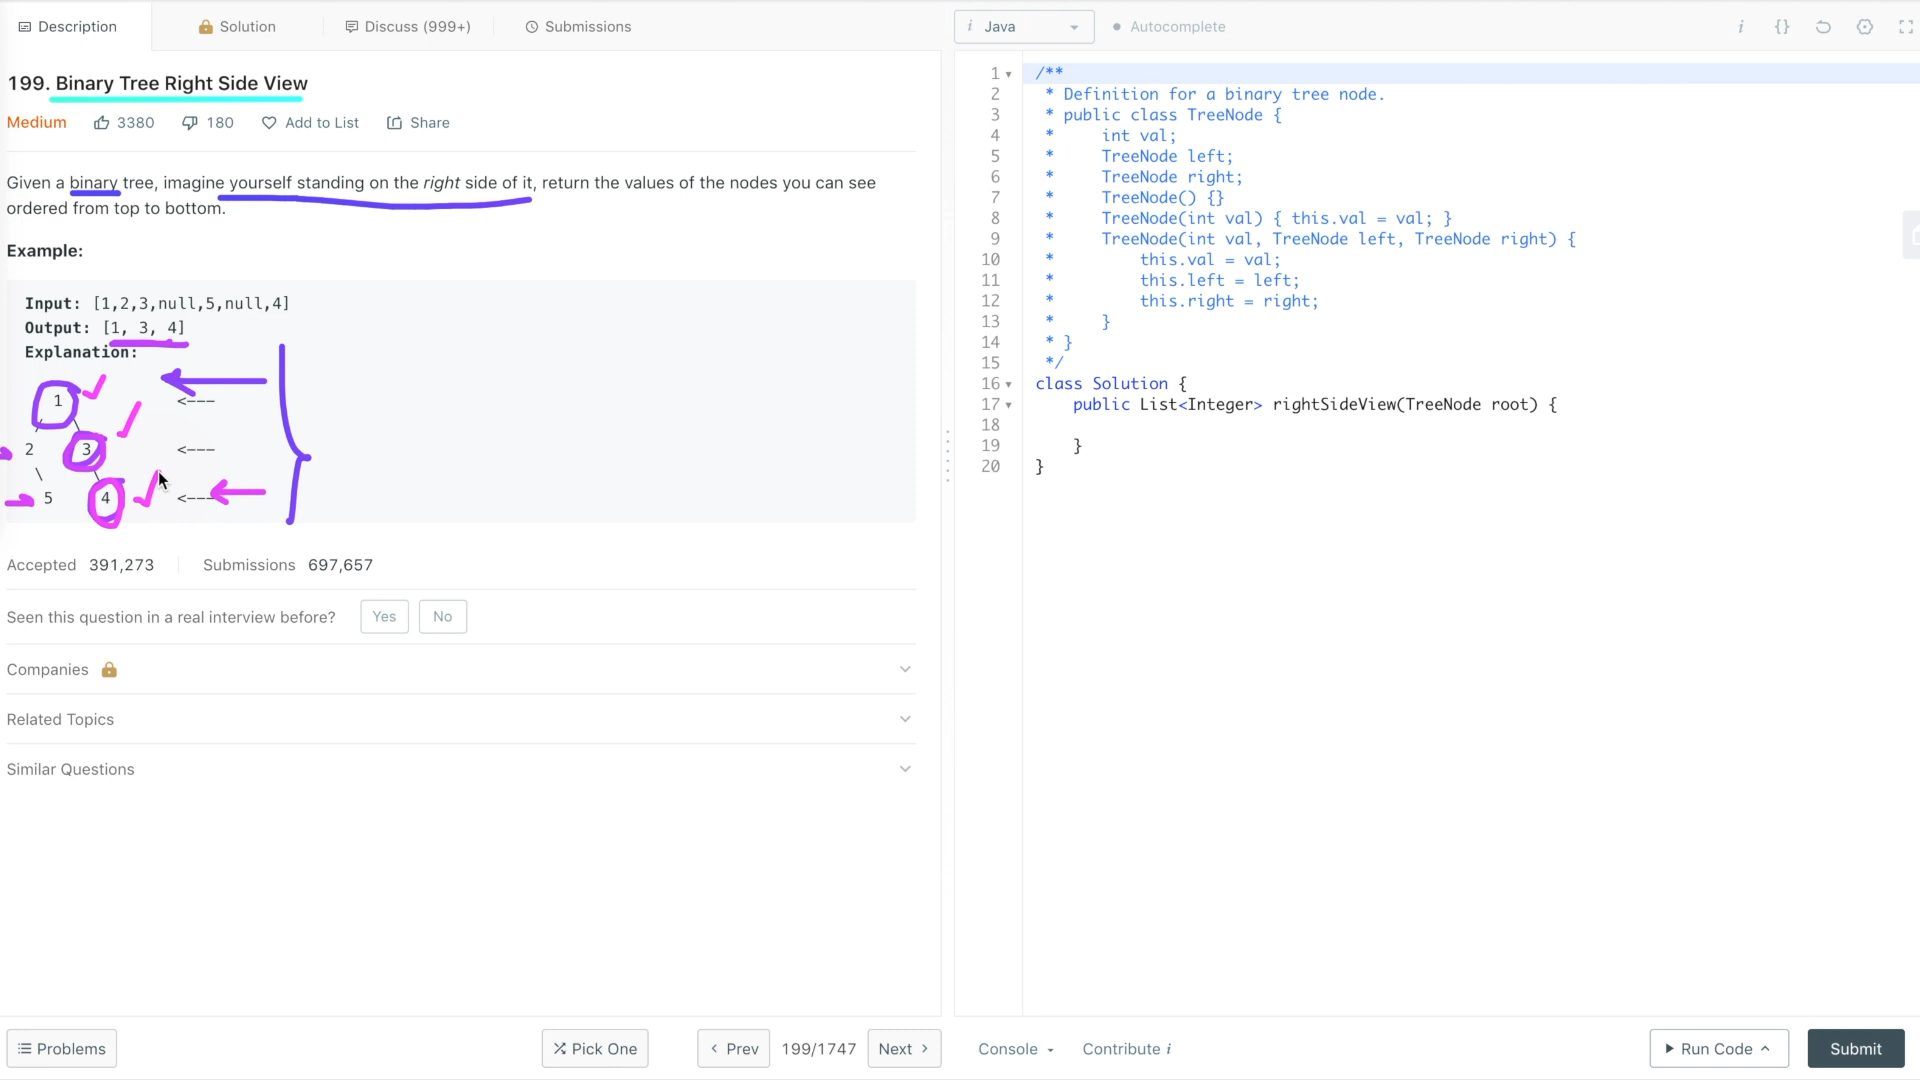 Description
Solution
Discuss (999+)
Submissions
i Java
Autocomplete
i {}
199. Binary Tree Right Side View
Medium 3380 180 Add to List Share
Given a binary tree, imagine yourself standing on the right side of it, return the values of the nodes you can see
ordered from top to bottom.
Example:
Input: [1,2,3,null,5,null,4]
Output: [1, 3, 4]
Explanation:
1 <---
2 3 <---
\
5 4 <---
Accepted 391,273 Submissions 697,657
Seen this question in a real interview before? Yes No
Companies
Related Topics
Similar Questions
1 /**
2 * Definition for a binary tree node.
3 * public class TreeNode {
4 * int val;
5 * TreeNode left;
6 * TreeNode right;
7 * TreeNode() {}
8 * TreeNode(int val) { this.val = val; }
9 * TreeNode(int val, TreeNode left, TreeNode right) {
10 * this.val = val;
11 * this.left = left;
12 * this.right = right;
13 * }
14 * }
15 */
16 class Solution {
17 public List<Integer> rightSideView(TreeNode root) {
18
19 }
20 }
Problems
Pick One
< Prev
199/1747
Next >
Console
Contribute i
Run Code
Submit